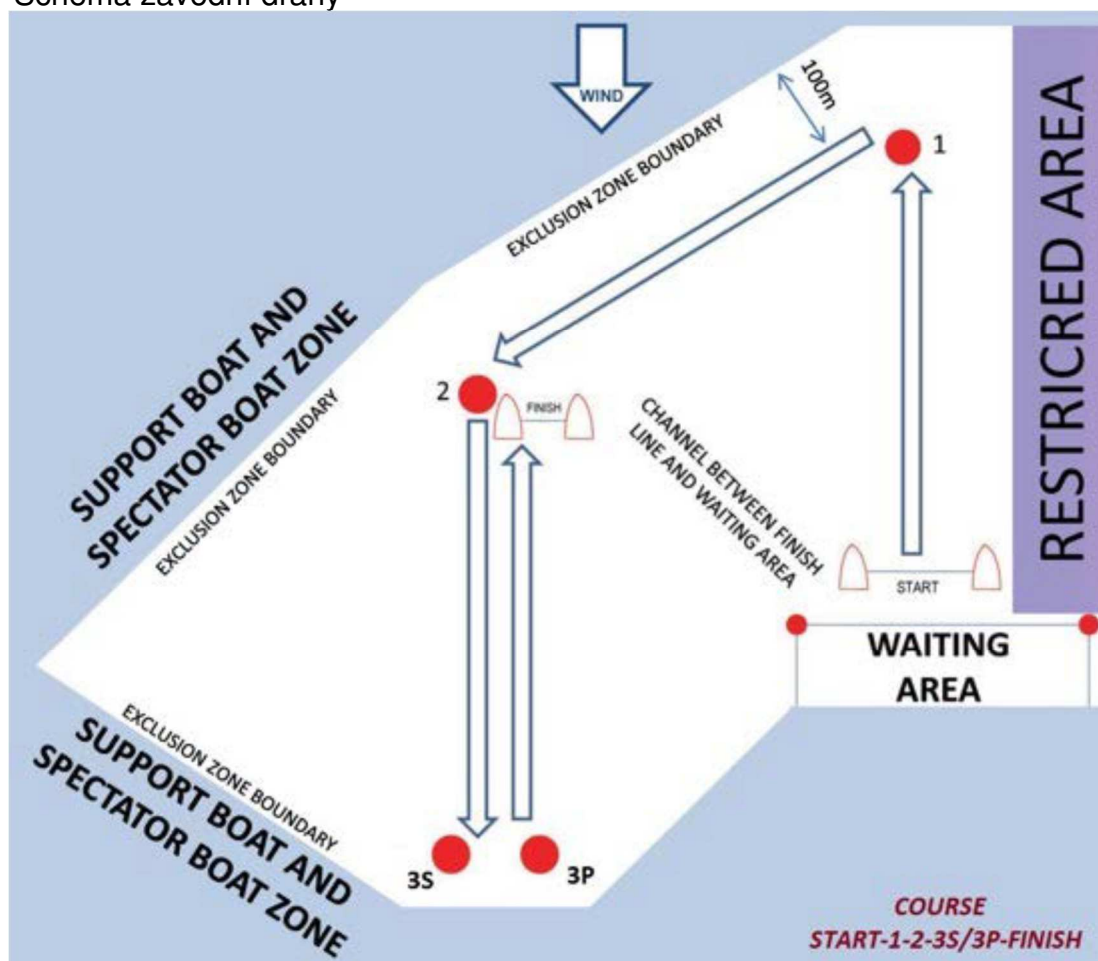 Schéma závodní dráhy
WIND
100m
1
EXCLUSION ZONE BOUNDARY
RESTRICRED AREA
SUPPORT BOAT AND
SPECTATOR BOAT ZONE
EXCLUSION ZONE BOUNDARY
2
FINISH
CHANNEL BETWEEN FINISH
LINE AND WAITING AREA
START
WAITING
AREA
EXCLUSION ZONE BOUNDARY
SUPPORT BOAT AND
SPECTATOR BOAT ZONE
3S
3P
COURSE
START-1-2-3S/3P-FINISH